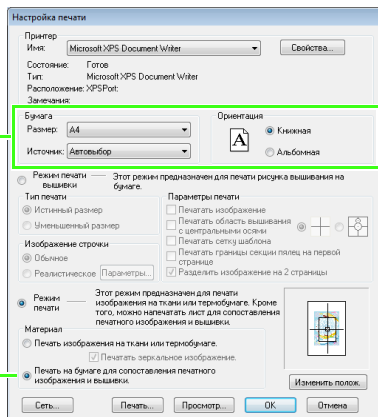 Настройка печати
Принтер
Имя: Microsoft XPS Document Writer Свойства...
Состояние: Готов
Тип: Microsoft XPS Document Writer
Расположение: XPSPort:
Замечания:
Бумага
Размер: A4
Источник: Автовыбор
Ориентация
A
Книжная
Альбомная
Режим печати вышивки
Этот режим предназначен для печати рисунка вышивания на
бумаге.
Тип печати
Истинный размер
Уменьшенный размер
Изображение строчки
Обычное
Реалистическое Параметры...
Параметры печати
Печатать изображение
Печатать область вышивания
с центральными осями
Печатать сетку шаблона
Печатать границы секции пялец на первой
странице
Разделить изображение на 2 страницы
Режим
печати
Этот режим предназначен для печати
изображения на ткани или термобумаге. Кроме
того, можно напечатать лист для сопоставления
печатного изображения и вышивки.
Материал
Печать изображения на ткани или термобумаге.
Печатать зеркальное изображение.
Печать на бумаге для сопоставления печатного
изображения и вышивки.
Изменить полож.
Сеть... Печать... Просмотр... OK Отмена